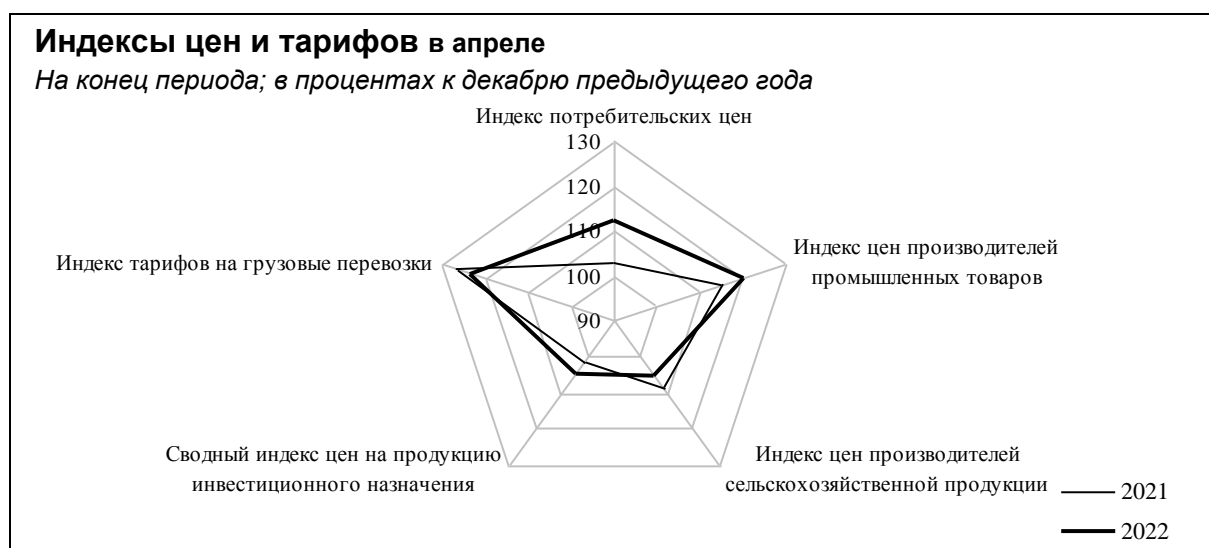 Индексы цен и тарифов в апреле
На конец периода; в процентах к декабрю предыдущего года
Индекс потребительских цен
130
120
110
100
90
Индекс цен производителей
промышленных товаров
Индекс тарифов на грузовые перевозки
Сводный индекс цен на продукцию
инвестиционного назначения
Индекс цен производителей
сельскохозяйственной продукции
2021
2022